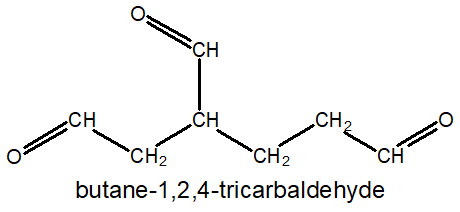 O
CH
CH CH CH₂ O
O CH₂ CH₂ CH
butane-1,2,4-tricarbaldehyde